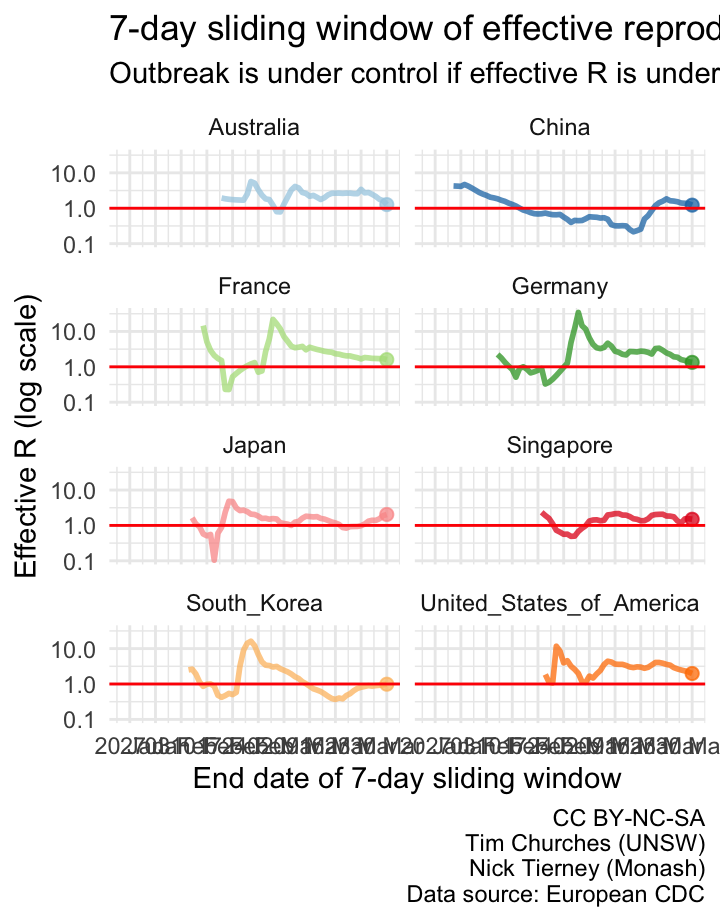 7-day sliding window of effective
Outbreak is under control if effective R is under
Australia
China
10.0
1.0
0.1
France
Germany
10.0
1.0
0.1
Effective R (log scale)
Japan
Singapore
10.0
1.0
0.1
South_Korea
United_States_of_America
10.0
1.0
0.1
End date of 7-day sliding window
CC BY-NC-SA
Tim Churches (UNSW)
Nick Tierney (Monash)
Data source: European CDC